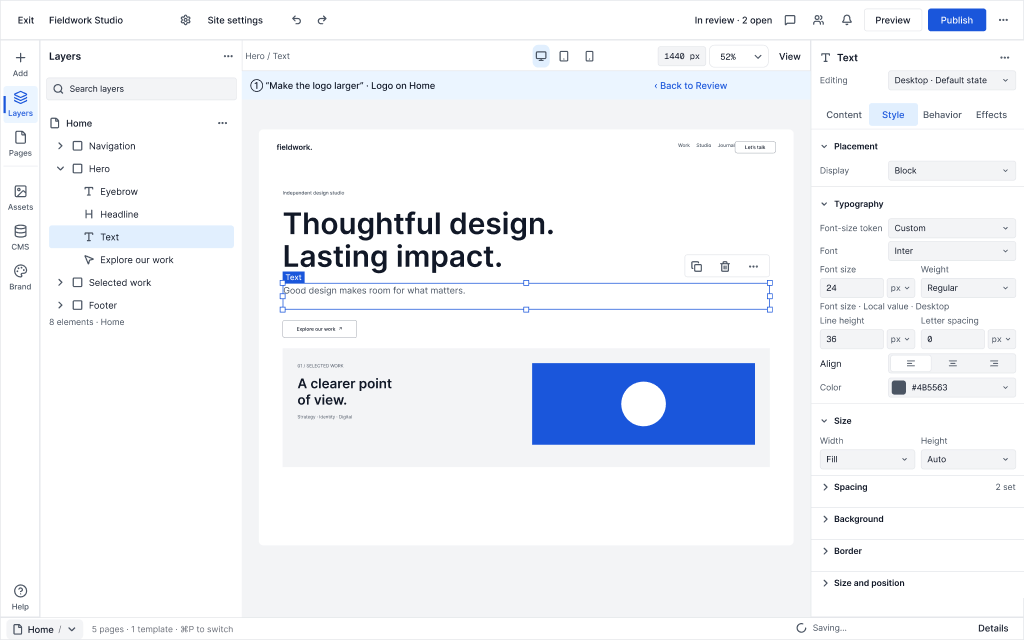 Exit
Fieldwork Studio
Site settings
In review · 2 open
Preview
Publish
Add
Layers
Pages
Assets
CMS
Brand
Help
Layers
Search layers
Home
Navigation
Hero
Eyebrow
Headline
Text
Explore our work
Selected work
Footer
8 elements · Home
Hero / Text
1440 px
52%
View
1 "Make the logo larger" · Logo on Home
‹ Back to Review
fieldwork.
Work Studio Journal Let's talk
Independent design studio
Thoughtful design.
Lasting impact.
Text
Good design makes room for what matters.
Explore our work ↗
01 / SELECTED WORK
A clearer point
of view.
Strategy · Identity · Digital
Text
Editing Desktop · Default state
Content Style Behavior Effects
Placement
Display Block
Typography
Font-size token Custom
Font Inter
Font size Weight
24 px Regular
Font size · Local value · Desktop
Line height Letter spacing
36 px 0 px
Align
Color #4B5563
Size
Width Height
Fill Auto
Spacing 2 set
Background
Border
Size and position
Home / 5 pages · 1 template · ⌘P to switch
Saving...
Details